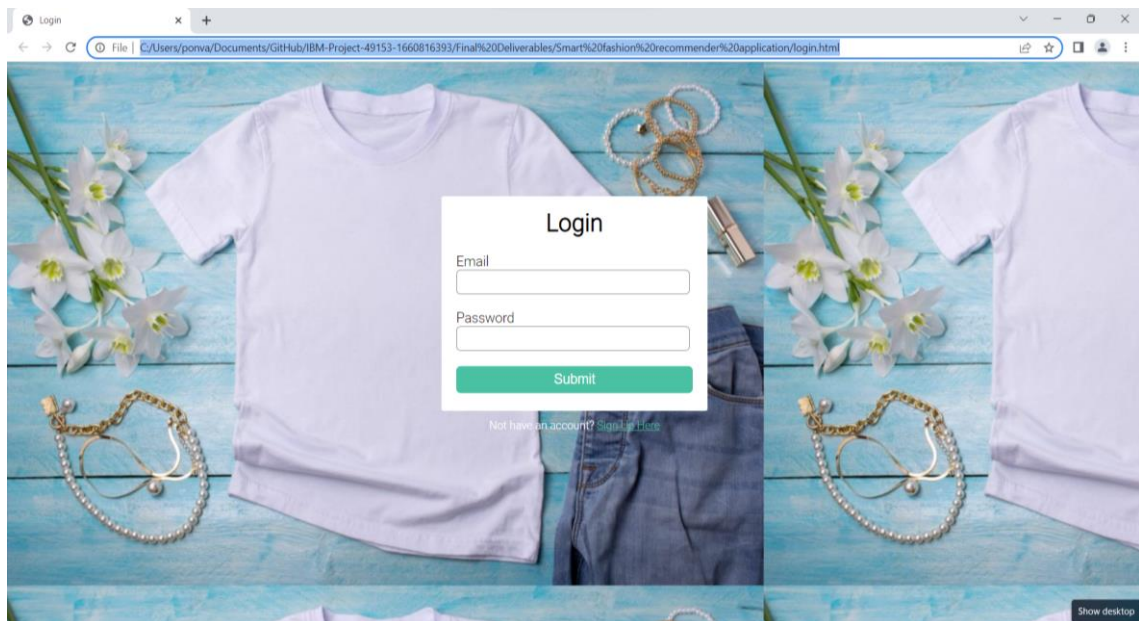 Login
File
C:/Users/ponva/Documents/GitHub/IBM-Project-49153-1660816393/Final%20Deliverables/Smart%20fashion%20recommender%20application/login.html
Login
Email
Password
Submit
Not have an account? Sign Up Here
Show desktop